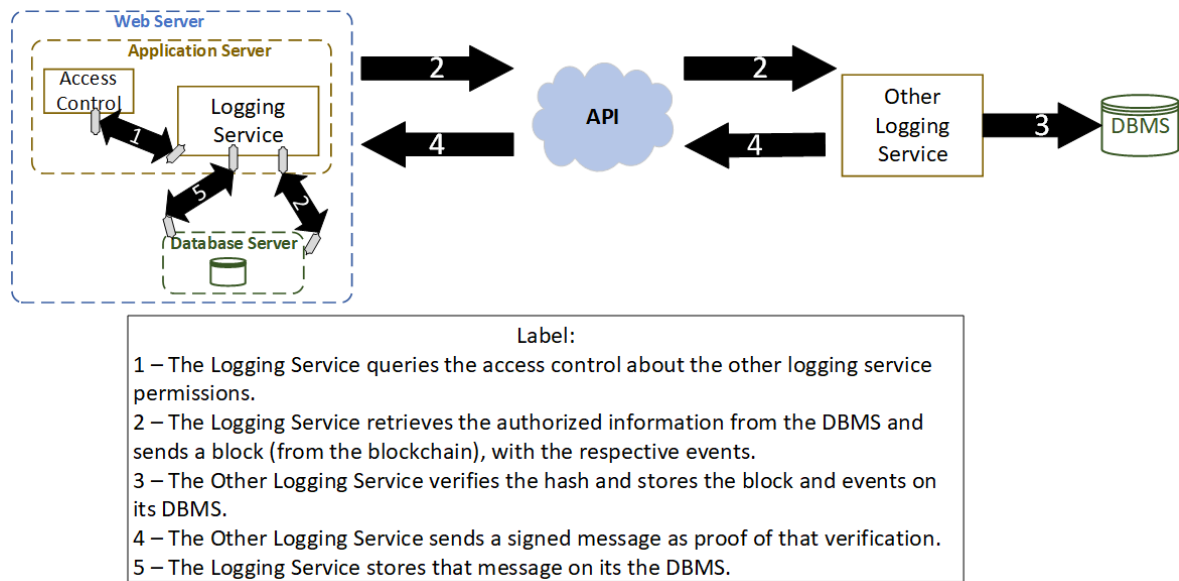 Web Server
Application Server
Access
Control
Logging
Service
1
5
2
Database Server
2
4
API
2
4
Other
Logging
Service
3
DBMS
Label:
1 – The Logging Service queries the access control about the other logging service
permissions.
2 – The Logging Service retrieves the authorized information from the DBMS and
sends a block (from the blockchain), with the respective events.
3 – The Other Logging Service verifies the hash and stores the block and events on
its DBMS.
4 – The Other Logging Service sends a signed message as proof of that verification.
5 – The Logging Service stores that message on its the DBMS.